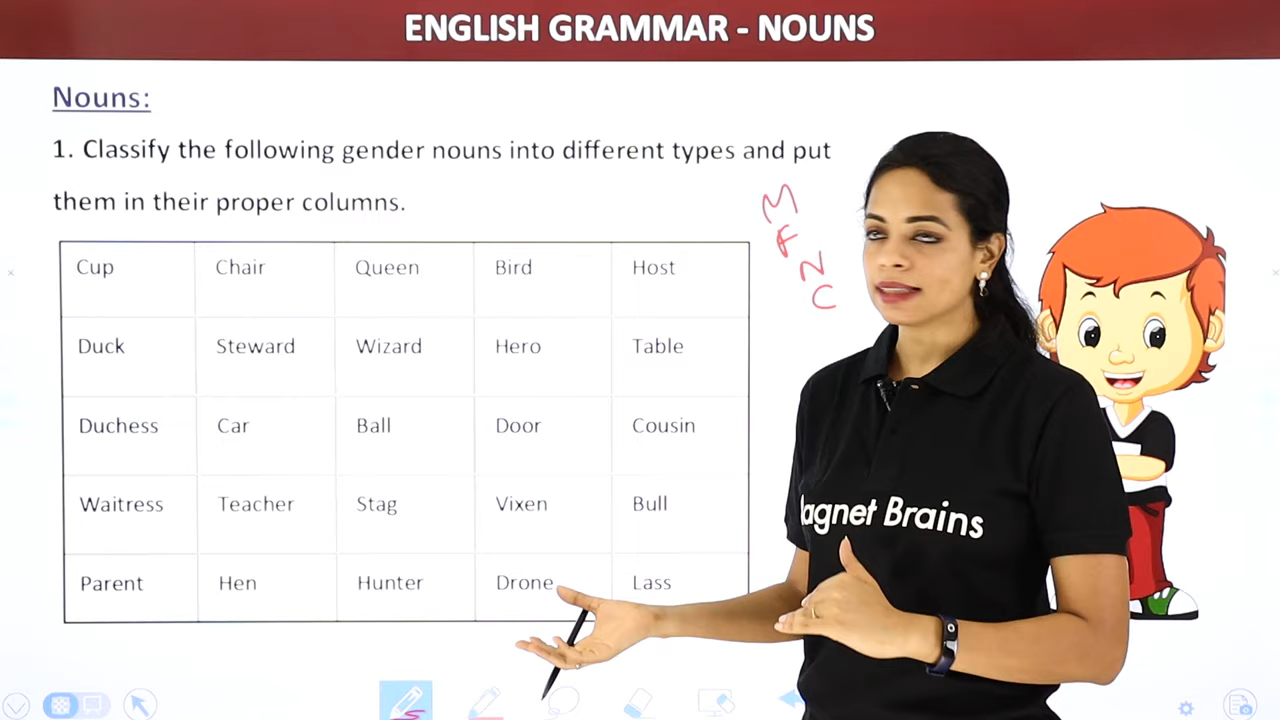 ENGLISH GRAMMAR - NOUNS
Nouns:
1. Classify the following gender nouns into different types and put
them in their proper columns.
M
F
N
C
Cup Chair Queen Bird Host
Duck Steward Wizard Hero Table
Duchess Car Ball Door Cousin
Waitress Teacher Stag Vixen Bull
Parent Hen Hunter Drone Lass
agnet Brains